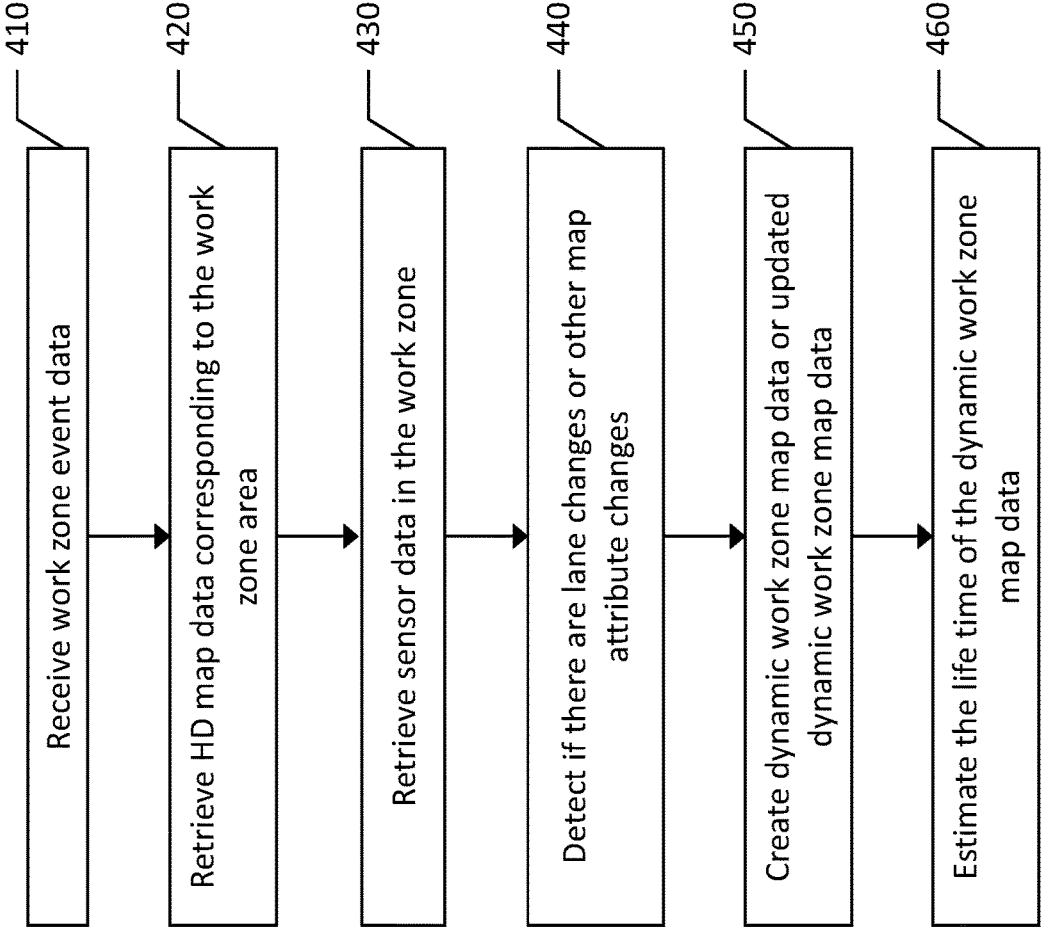 Receive work zone event data
410
Retrieve HD map data corresponding to the work
zone area
420
Retrieve sensor data in the work zone
430
Detect if there are lane changes or other map
attribute changes
440
Create dynamic work zone map data or updated
dynamic work zone map data
450
Estimate the life time of the dynamic work zone
map data
460